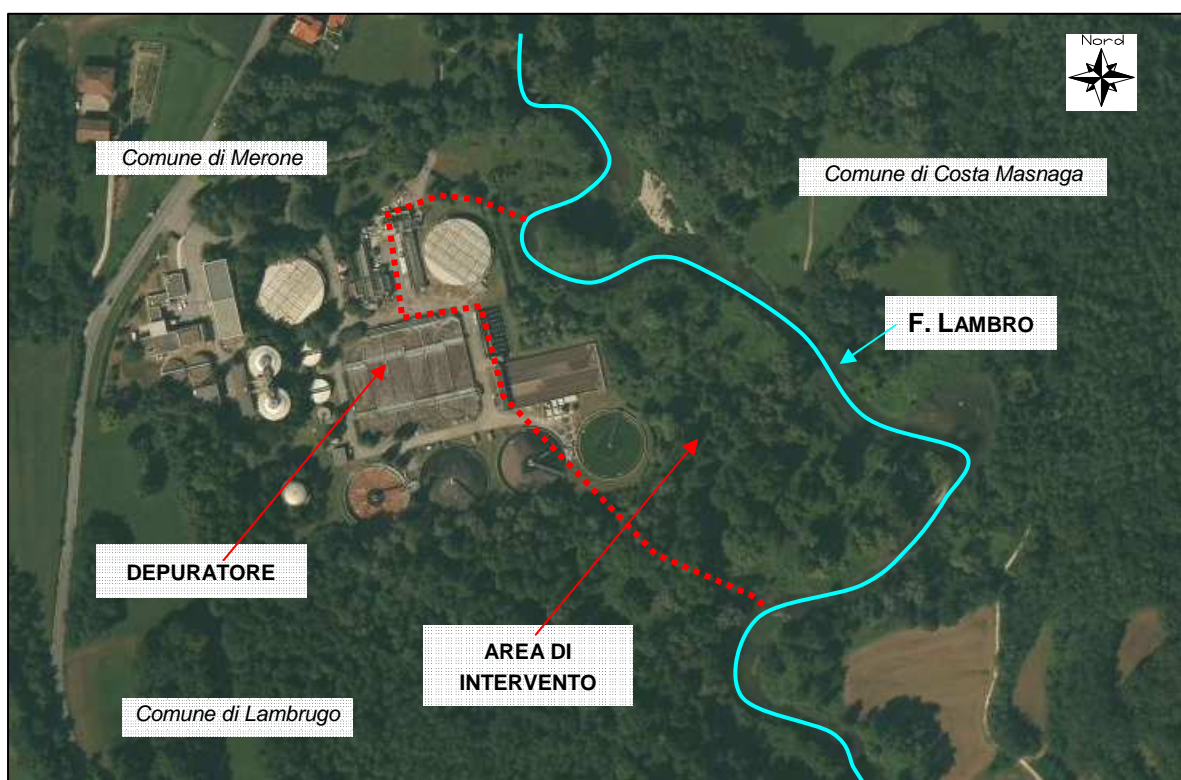 Nord
Comune di Merone
Comune di Costa Masnaga
F. LAMBRO
DEPURATORE
AREA DI
INTERVENTO
Comune di Lambrugo